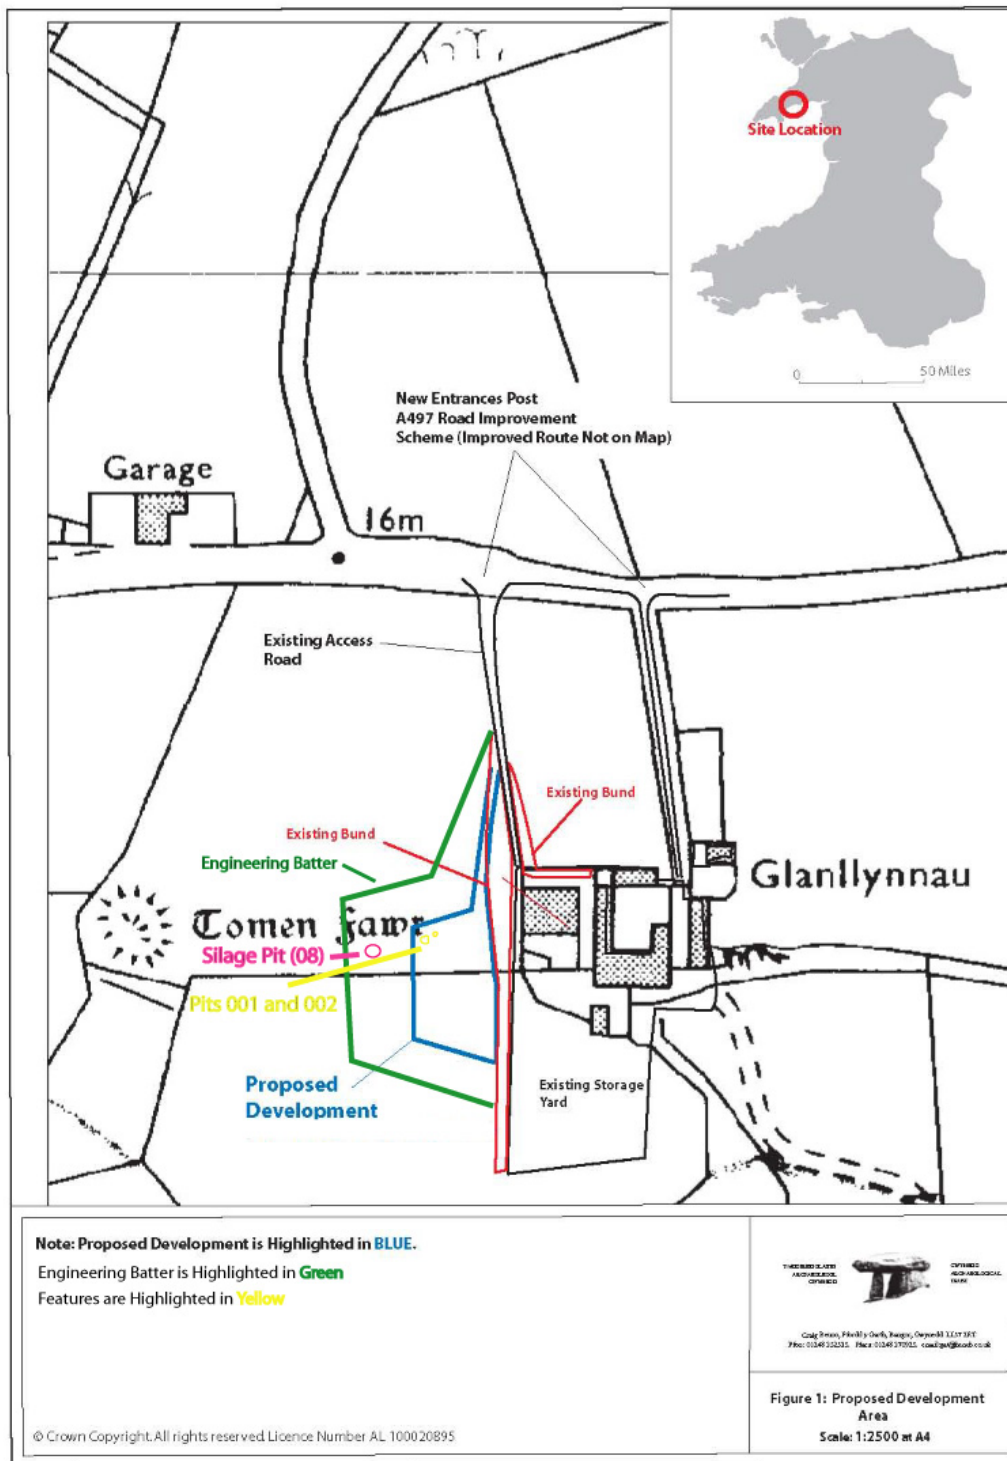 Site Location
0
50 Miles
New Entrances Post
A497 Road Improvement
Scheme (Improved Route Not on Map)
Garage
16m
Existing Access
Road
Existing Bund
Existing Bund
Engineering Batter
Glanllynnau
Tomen Fawr
Silage Pit (08)
Pits 001 and 002
Proposed
Development
Existing Storage
Yard
Note: Proposed Development is Highlighted in BLUE.
Engineering Batter is Highlighted in Green
Features are Highlighted in Yellow
© Crown Copyright. All rights reserved. Licence Number AL 100020895
GWYNEDD
ARCHAEOLOGICAL
TRUST
Figure 1: Proposed Development
Area
Scale: 1:2500 at A4